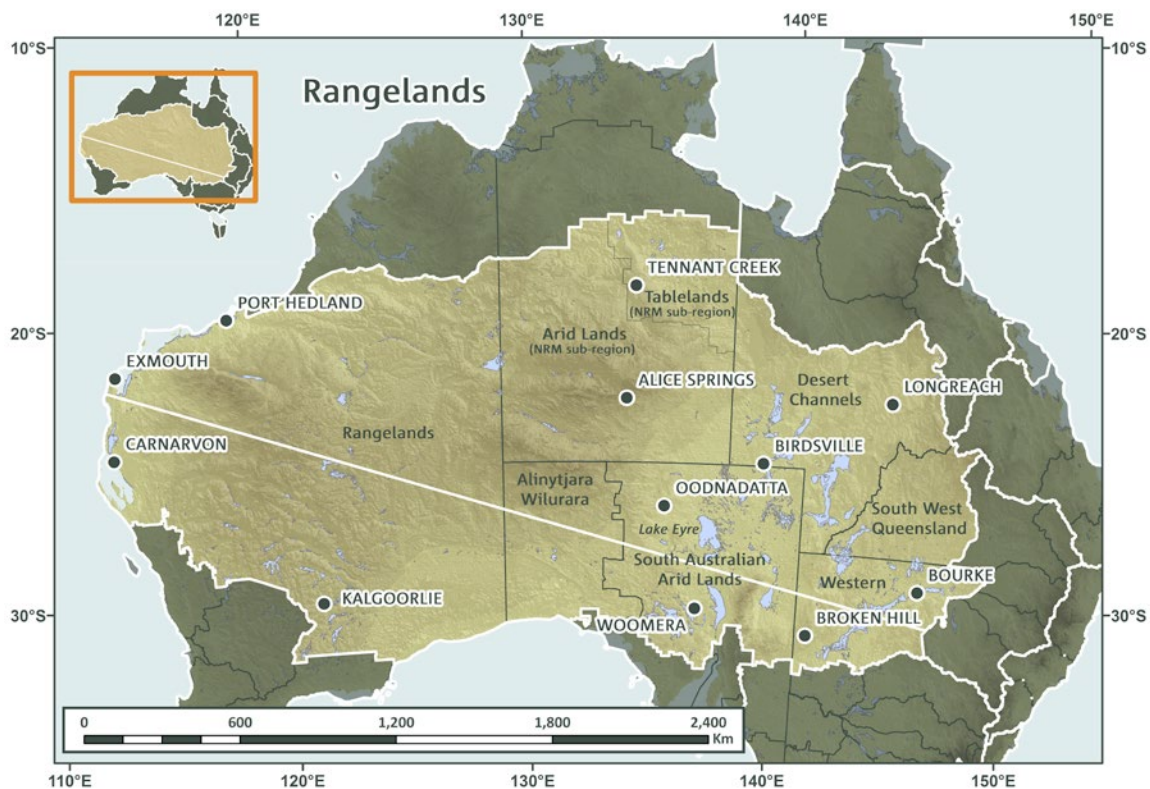 120°E 130°E 140°E 150°E
10°S 10°S
Rangelands
TENNANT CREEK
Tablelands
(NRM sub-region)
PORT HEDLAND
20°S 20°S
Arid Lands
(NRM sub-region)
EXMOUTH
ALICE SPRINGS
Desert
Channels
LONGREACH
Rangelands
CARNARVON
BIRDSVILLE
Alinytjara
Wilurara
OODNADATTA
South West
Queensland
Lake Eyre
South Australian
Arid Lands
Western
BOURKE
KALGOORLIE
30°S 30°S
WOOMERA
BROKEN HILL
0 600 1,200 1,800 2,400
Km
110°E 120°E 130°E 140°E 150°E